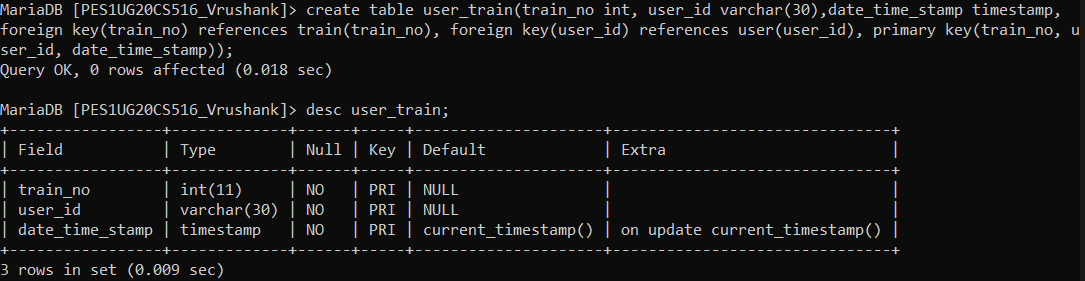 MariaDB [PES1UG20CS516_Vrushank]> create table user_train(train_no int, user_id varchar(30),date_time_stamp timestamp,
foreign key(train_no) references train(train_no), foreign key(user_id) references user(user_id), primary key(train_no, u
ser_id, date_time_stamp));
Query OK, 0 rows affected (0.018 sec)

MariaDB [PES1UG20CS516_Vrushank]> desc user_train;
+-----------------+-------------+------+-----+---------------------+-------------------------------+
| Field           | Type        | Null | Key | Default             | Extra                         |
+-----------------+-------------+------+-----+---------------------+-------------------------------+
| train_no        | int(11)     | NO   | PRI | NULL                |                               |
| user_id         | varchar(30) | NO   | PRI | NULL                |                               |
| date_time_stamp | timestamp   | NO   | PRI | current_timestamp() | on update current_timestamp() |
+-----------------+-------------+------+-----+---------------------+-------------------------------+
3 rows in set (0.009 sec)